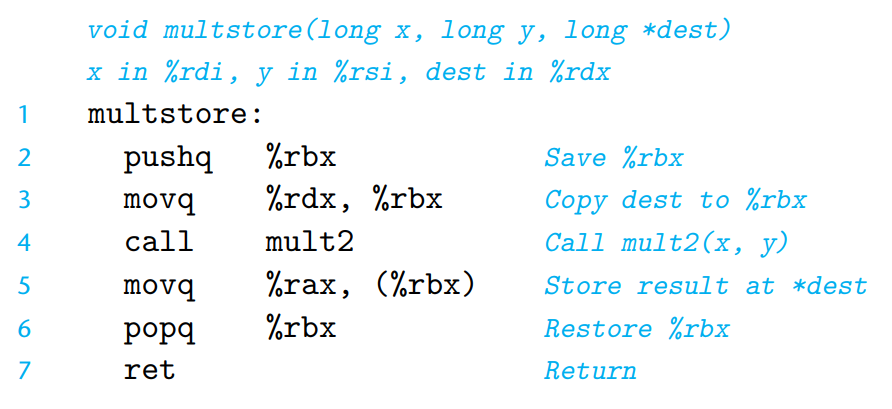 void multstore(long x, long y, long *dest)
x in %rdi, y in %rsi, dest in %rdx
1 multstore:
2 pushq %rbx Save %rbx
3 movq %rdx, %rbx Copy dest to %rbx
4 call mult2 Call mult2(x, y)
5 movq %rax, (%rbx) Store result at *dest
6 popq %rbx Restore %rbx
7 ret Return